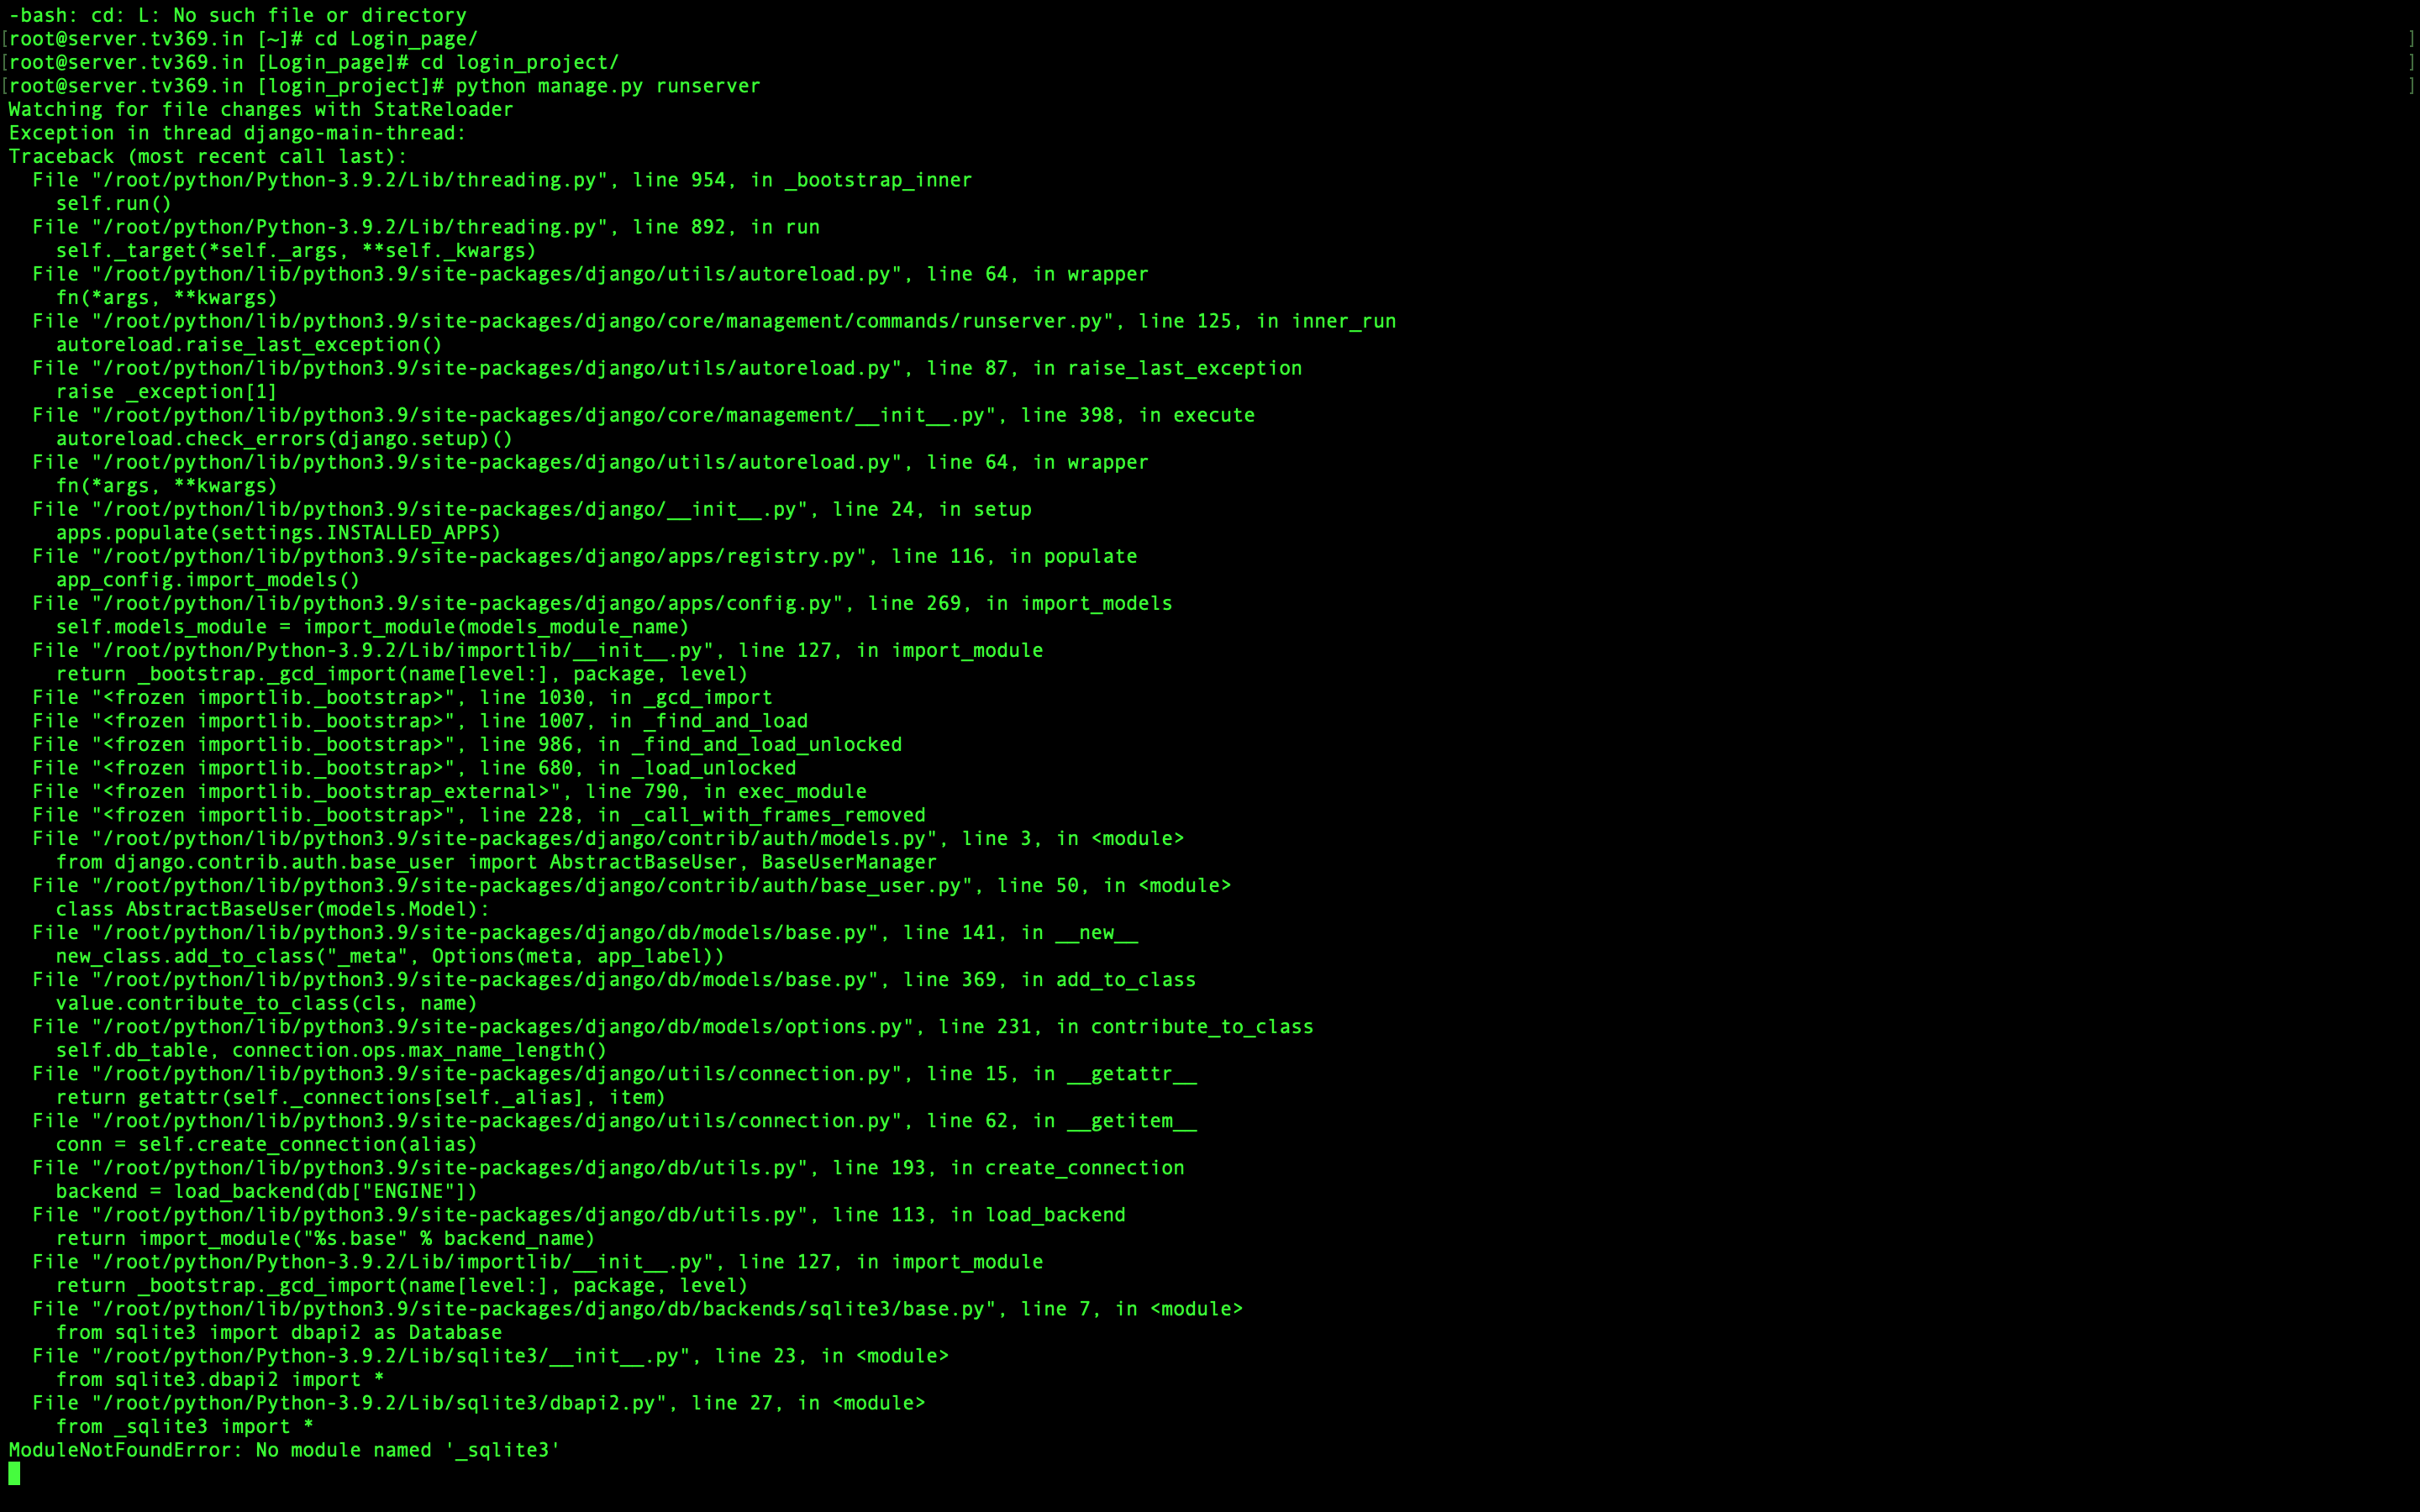 -bash: cd: L: No such file or directory
[root@server.tv369.in [~]# cd Login_page/ ]
[root@server.tv369.in [Login_page]# cd login_project/ ]
[root@server.tv369.in [login_project]# python manage.py runserver ]
Watching for file changes with StatReloader
Exception in thread django-main-thread:
Traceback (most recent call last):
  File "/root/python/Python-3.9.2/Lib/threading.py", line 954, in _bootstrap_inner
    self.run()
  File "/root/python/Python-3.9.2/Lib/threading.py", line 892, in run
    self._target(*self._args, **self._kwargs)
  File "/root/python/lib/python3.9/site-packages/django/utils/autoreload.py", line 64, in wrapper
    fn(*args, **kwargs)
  File "/root/python/lib/python3.9/site-packages/django/core/management/commands/runserver.py", line 125, in inner_run
    autoreload.raise_last_exception()
  File "/root/python/lib/python3.9/site-packages/django/utils/autoreload.py", line 87, in raise_last_exception
    raise _exception[1]
  File "/root/python/lib/python3.9/site-packages/django/core/management/__init__.py", line 398, in execute
    autoreload.check_errors(django.setup)()
  File "/root/python/lib/python3.9/site-packages/django/utils/autoreload.py", line 64, in wrapper
    fn(*args, **kwargs)
  File "/root/python/lib/python3.9/site-packages/django/__init__.py", line 24, in setup
    apps.populate(settings.INSTALLED_APPS)
  File "/root/python/lib/python3.9/site-packages/django/apps/registry.py", line 116, in populate
    app_config.import_models()
  File "/root/python/lib/python3.9/site-packages/django/apps/config.py", line 269, in import_models
    self.models_module = import_module(models_module_name)
  File "/root/python/Python-3.9.2/Lib/importlib/__init__.py", line 127, in import_module
    return _bootstrap._gcd_import(name[level:], package, level)
  File "<frozen importlib._bootstrap>", line 1030, in _gcd_import
  File "<frozen importlib._bootstrap>", line 1007, in _find_and_load
  File "<frozen importlib._bootstrap>", line 986, in _find_and_load_unlocked
  File "<frozen importlib._bootstrap>", line 680, in _load_unlocked
  File "<frozen importlib._bootstrap_external>", line 790, in exec_module
  File "<frozen importlib._bootstrap>", line 228, in _call_with_frames_removed
  File "/root/python/lib/python3.9/site-packages/django/contrib/auth/models.py", line 3, in <module>
    from django.contrib.auth.base_user import AbstractBaseUser, BaseUserManager
  File "/root/python/lib/python3.9/site-packages/django/contrib/auth/base_user.py", line 50, in <module>
    class AbstractBaseUser(models.Model):
  File "/root/python/lib/python3.9/site-packages/django/db/models/base.py", line 141, in __new__
    new_class.add_to_class("_meta", Options(meta, app_label))
  File "/root/python/lib/python3.9/site-packages/django/db/models/base.py", line 369, in add_to_class
    value.contribute_to_class(cls, name)
  File "/root/python/lib/python3.9/site-packages/django/db/models/options.py", line 231, in contribute_to_class
    self.db_table, connection.ops.max_name_length()
  File "/root/python/lib/python3.9/site-packages/django/utils/connection.py", line 15, in __getattr__
    return getattr(self._connections[self._alias], item)
  File "/root/python/lib/python3.9/site-packages/django/utils/connection.py", line 62, in __getitem__
    conn = self.create_connection(alias)
  File "/root/python/lib/python3.9/site-packages/django/db/utils.py", line 193, in create_connection
    backend = load_backend(db["ENGINE"])
  File "/root/python/lib/python3.9/site-packages/django/db/utils.py", line 113, in load_backend
    return import_module("%s.base" % backend_name)
  File "/root/python/Python-3.9.2/Lib/importlib/__init__.py", line 127, in import_module
    return _bootstrap._gcd_import(name[level:], package, level)
  File "/root/python/lib/python3.9/site-packages/django/db/backends/sqlite3/base.py", line 7, in <module>
    from sqlite3 import dbapi2 as Database
  File "/root/python/Python-3.9.2/Lib/sqlite3/__init__.py", line 23, in <module>
    from sqlite3.dbapi2 import *
  File "/root/python/Python-3.9.2/Lib/sqlite3/dbapi2.py", line 27, in <module>
    from _sqlite3 import *
ModuleNotFoundError: No module named '_sqlite3'